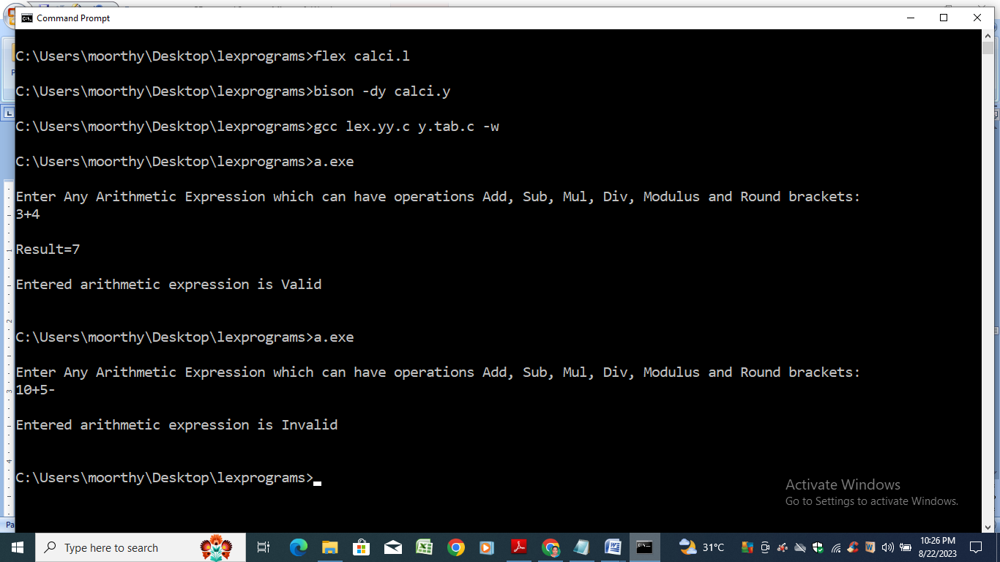 Command Prompt
C:\Users\moorthy\Desktop\lexprograms>flex calci.l
C:\Users\moorthy\Desktop\lexprograms>bison -dy calci.y
C:\Users\moorthy\Desktop\lexprograms>gcc lex.yy.c y.tab.c -w
C:\Users\moorthy\Desktop\lexprograms>a.exe
Enter Any Arithmetic Expression which can have operations Add, Sub, Mul, Div, Modulus and Round brackets:
3+4
Result=7
Entered arithmetic expression is Valid
C:\Users\moorthy\Desktop\lexprograms>a.exe
Enter Any Arithmetic Expression which can have operations Add, Sub, Mul, Div, Modulus and Round brackets:
10+5-
Entered arithmetic expression is Invalid
C:\Users\moorthy\Desktop\lexprograms>
Activate Windows
Go to Settings to activate Windows.
Type here to search
31°C
10:26 PM
8/22/2023